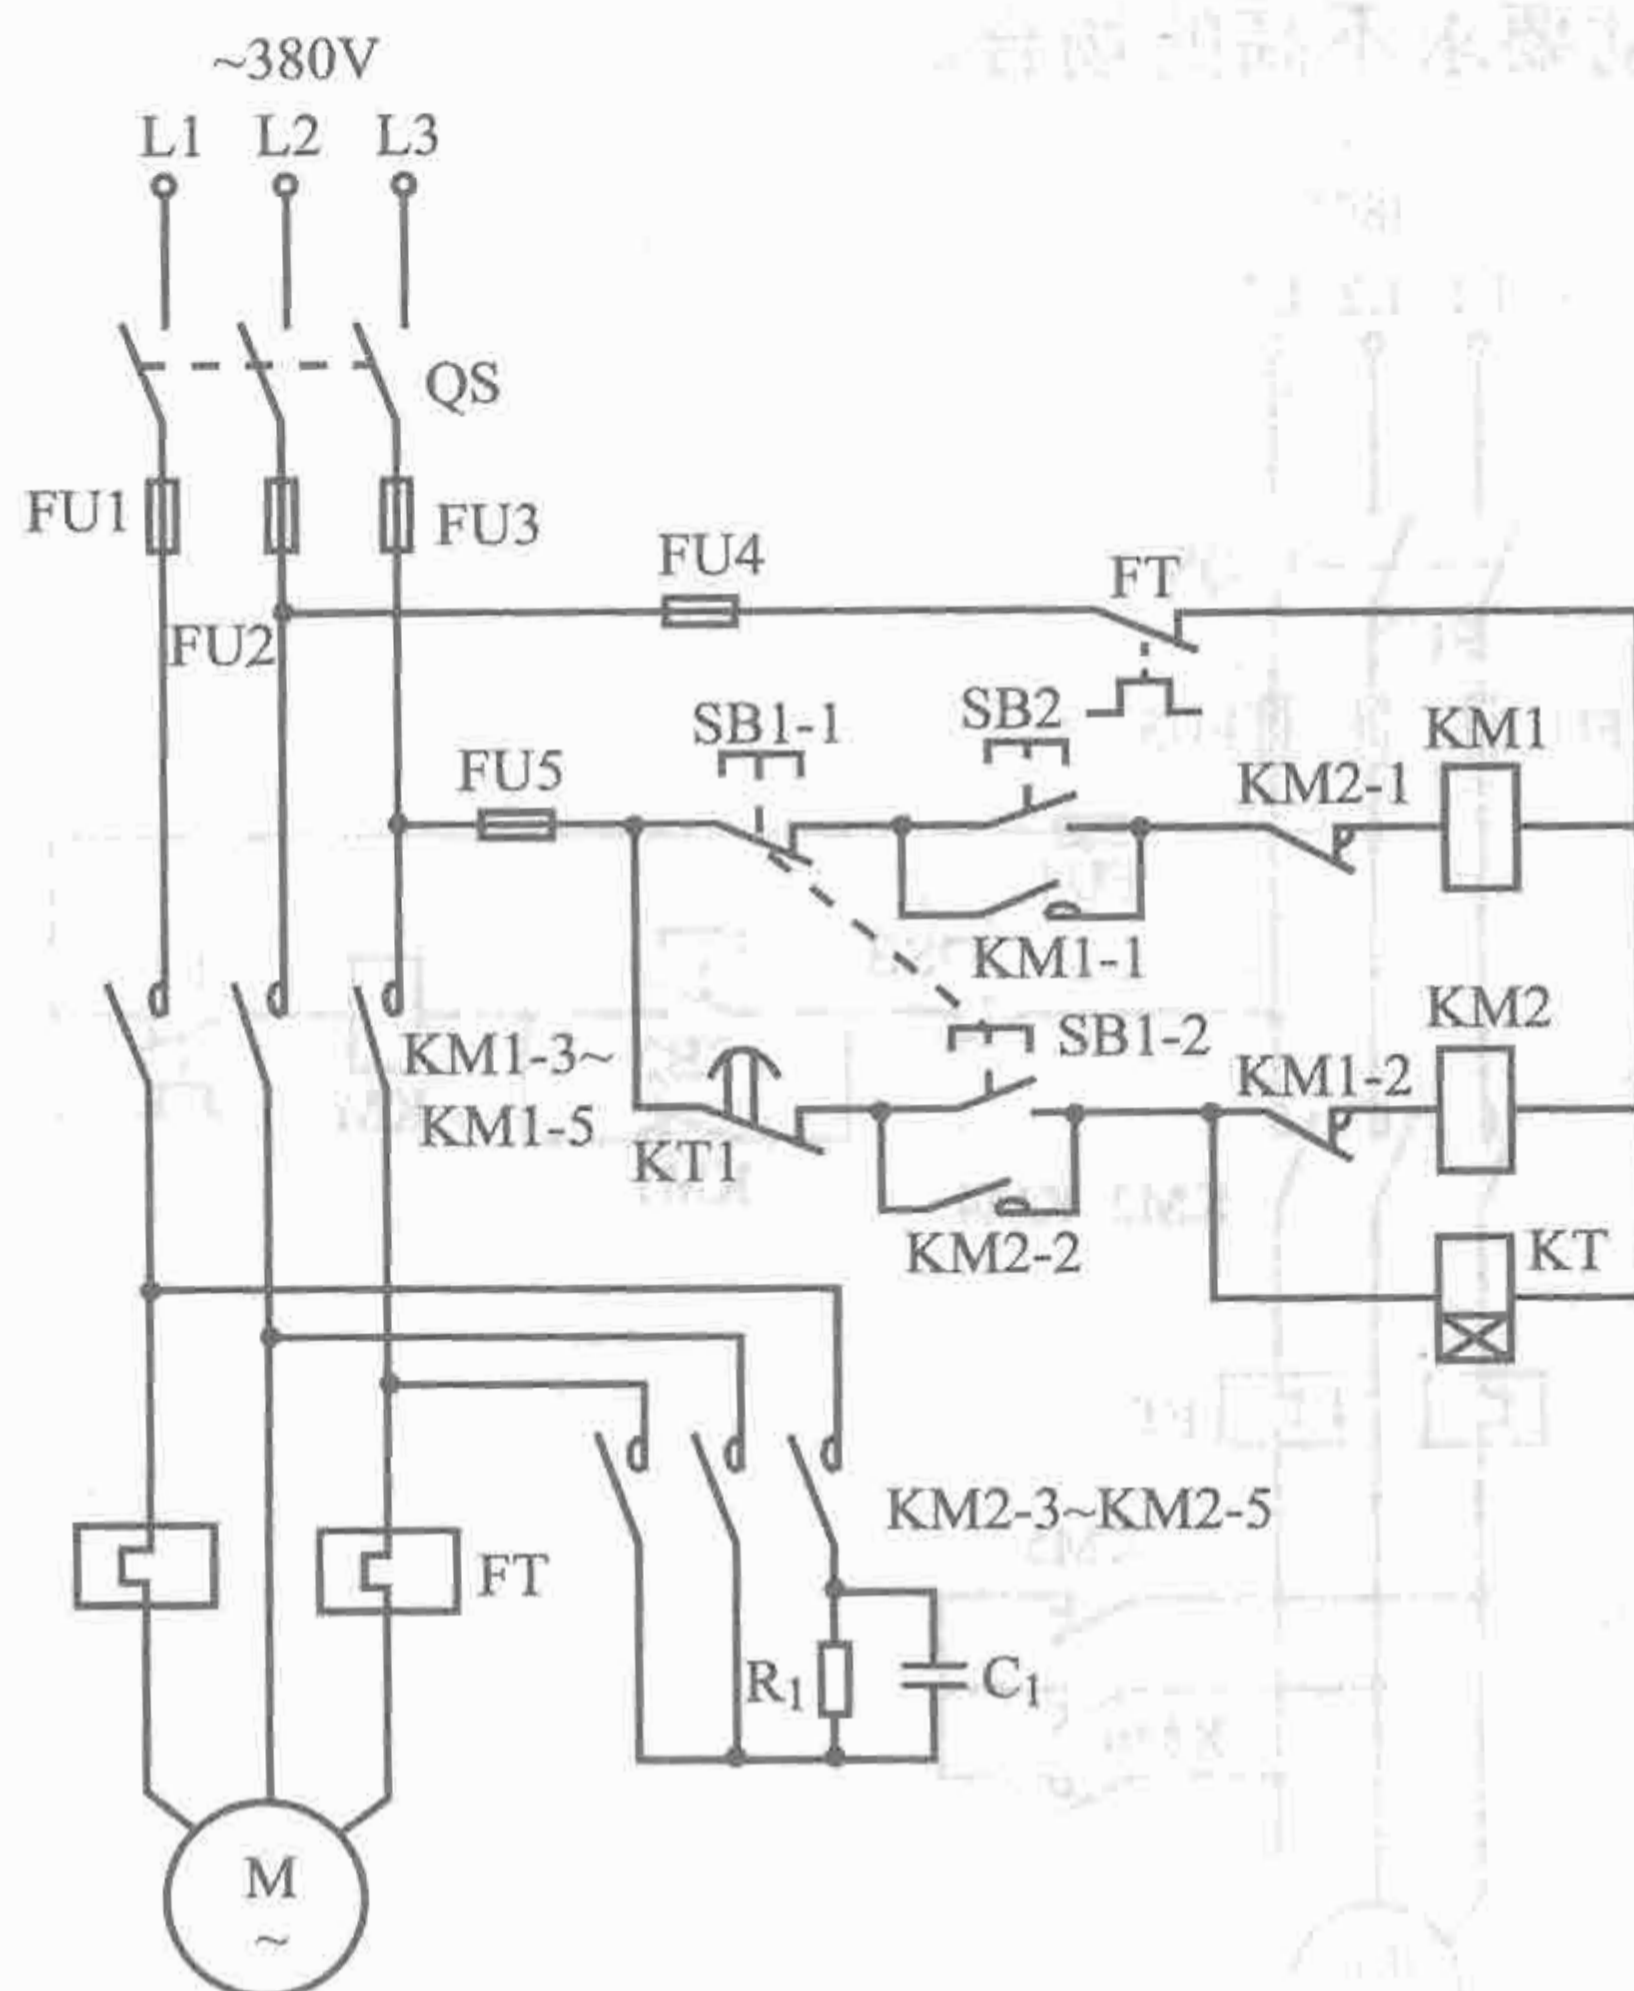 ~380V
L1 L2 L3
QS
FU1
FU3
FU4
FT
FU2
SB1-1
SB2
KM1
FU5
KM2-1
KM1-1
KM2
SB1-2
KM1-3~
KM1-5
KM1-2
KT1
KM2-2
KT
KM2-3~KM2-5
FT
R1
C1
M
~